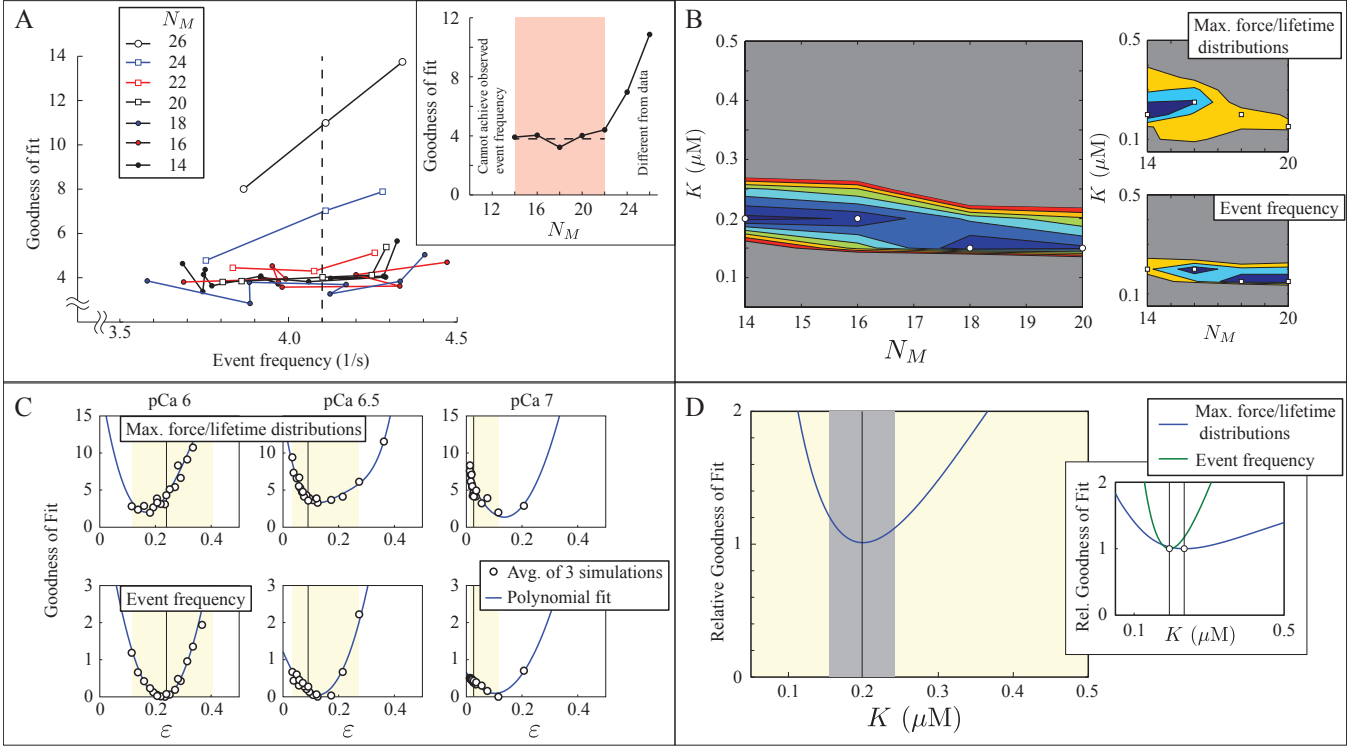 A
N_M
26
24
22
20
18
16
14
14
12
10
8
6
4
Goodness of fit
3.5
4.0
4.5
Event frequency (1/s)
12
8
4
0
Goodness of fit
Cannot achieve observed
event frequency
Different from data
12
16
20
24
N_M
B
0.5
0.4
0.3
0.2
0.1
K (μM)
14
15
16
17
18
19
20
N_M
Max. force/lifetime
distributions
0.5
0.1
14
20
K (μM)
Event frequency
0.5
0.1
14
20
N_M
C
pCa 6
pCa 6.5
pCa 7
Max. force/lifetime distributions
15
10
5
0
0
0.2
0.4
15
10
5
0
0
0.2
0.4
15
10
5
0
0
0.2
0.4
Goodness of Fit
Event frequency
Avg. of 3 simulations
Polynomial fit
3
2
1
0
0
0.2
0.4
3
2
1
0
0
0.2
0.4
3
2
1
0
0
0.2
0.4
ε
ε
ε
D
2
1
0
Relative Goodness of Fit
0.1
0.2
0.3
0.4
0.5
K (μM)
Max. force/lifetime
distributions
Event frequency
2
1
0
Rel. Goodness of Fit
0.1
K (μM)
0.5